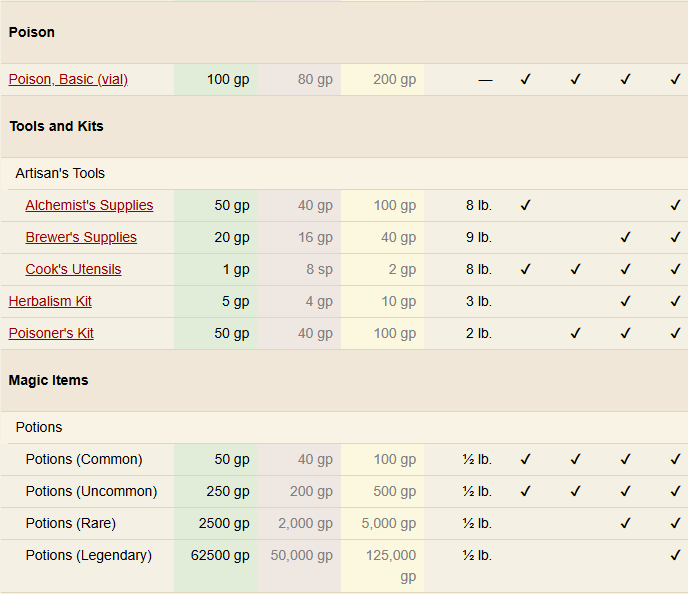 Poison
Poison, Basic (vial) 100 gp 80 gp 200 gp — ✓ ✓ ✓ ✓
Tools and Kits
Artisan's Tools
Alchemist's Supplies 50 gp 40 gp 100 gp 8 lb. ✓ ✓
Brewer's Supplies 20 gp 16 gp 40 gp 9 lb. ✓ ✓
Cook's Utensils 1 gp 8 sp 2 gp 8 lb. ✓ ✓ ✓ ✓
Herbalism Kit 5 gp 4 gp 10 gp 3 lb. ✓ ✓
Poisoner's Kit 50 gp 40 gp 100 gp 2 lb. ✓ ✓ ✓
Magic Items
Potions
Potions (Common) 50 gp 40 gp 100 gp ½ lb. ✓ ✓ ✓ ✓
Potions (Uncommon) 250 gp 200 gp 500 gp ½ lb. ✓ ✓ ✓ ✓
Potions (Rare) 2500 gp 2,000 gp 5,000 gp ½ lb. ✓ ✓
Potions (Legendary) 62500 gp 50,000 gp 125,000 ½ lb. ✓
gp